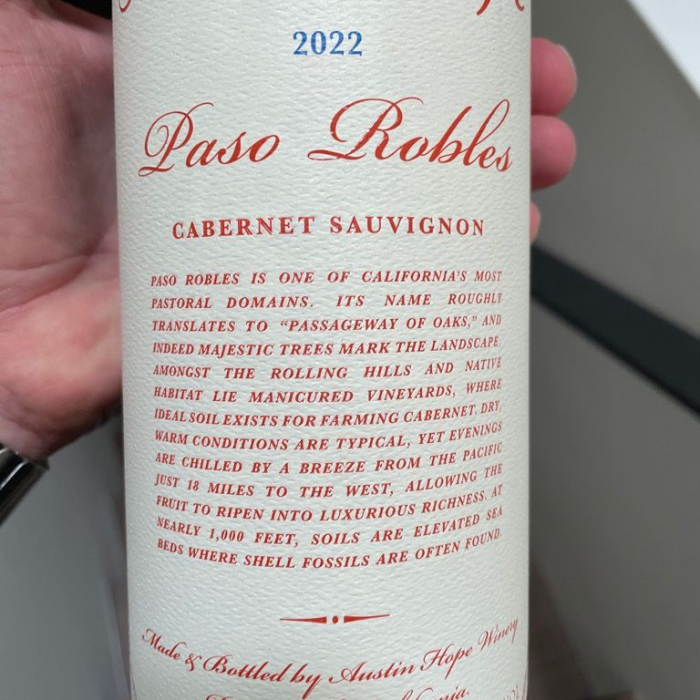 2022
Paso Robles
CABERNET SAUVIGNON
PASO ROBLES IS ONE OF CALIFORNIA'S MOST
PASTORAL DOMAINS. ITS NAME ROUGHLY
TRANSLATES TO “PASSAGEWAY OF OAKS,” AND
INDEED MAJESTIC TREES MARK THE LANDSCAPE.
AMONGST THE ROLLING HILLS AND NATIVE
HABITAT LIE MANICURED VINEYARDS, WHERE
IDEAL SOIL EXISTS FOR FARMING CABERNET. DRY,
WARM CONDITIONS ARE TYPICAL, YET EVENINGS
ARE CHILLED BY A BREEZE FROM THE PACIFIC
JUST 18 MILES TO THE WEST, ALLOWING THE
FRUIT TO RIPEN INTO LUXURIOUS RICHNESS. AT
NEARLY 1,000 FEET, SOILS ARE ELEVATED SEA
BEDS WHERE SHELL FOSSILS ARE OFTEN FOUND.
Made & Bottled by Austin Hope Winery